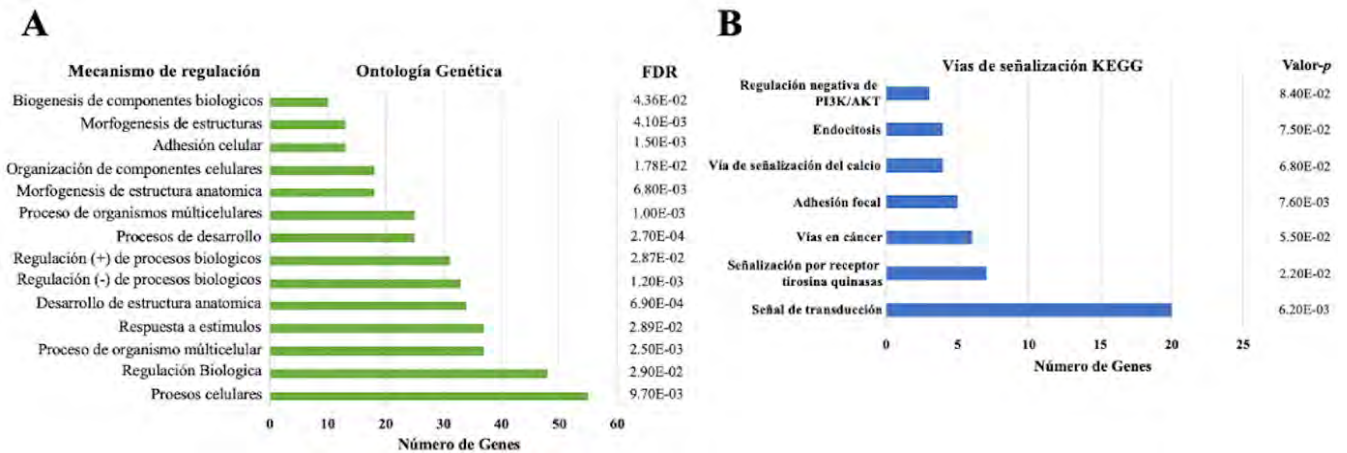 A
Mecanismo de regulación Ontología Genética FDR
Biogenesis de componentes biologicos 4.36E-02
Morfogenesis de estructuras 4.10E-03
Adhesión celular 1.50E-03
Organización de componentes celulares 1.78E-02
Morfogenesis de estructura anatomica 6.80E-03
Proceso de organismos múlticelulares 1.00E-03
Procesos de desarrollo 2.70E-04
Regulación (+) de procesos biologicos 2.87E-02
Regulación (-) de procesos biologicos 1.20E-03
Desarrollo de estructura anatomica 6.90E-04
Respuesta a estimulos 2.89E-02
Proceso de organismo múlticelular 2.50E-03
Regulación Biologica 2.90E-02
Proesos celulares 9.70E-03
0 10 20 30 40 50 60
Número de Genes
B
Vías de señalización KEGG Valor-p
Regulación negativa de
PI3K/AKT 8.40E-02
Endocitosis 7.50E-02
Vía de señalización del calcio 6.80E-02
Adhesión focal 7.60E-03
Vías en cáncer 5.50E-02
Señalización por receptor
tirosina quinasas 2.20E-02
Señal de transducción 6.20E-03
0 5 10 15 20 25
Número de Genes